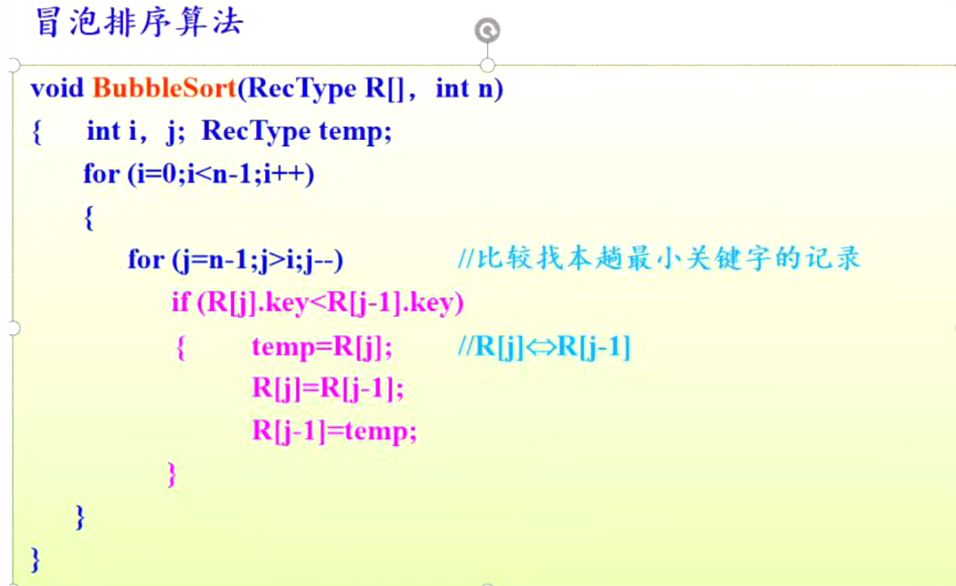 冒泡排序算法
void BubbleSort(RecType R[]，int n)
{ int i，j; RecType temp;
for (i=0;i<n-1;i++)
{
for (j=n-1;j>i;j--) //比较找本趟最小关键字的记录
if (R[j].key<R[j-1].key)
{ temp=R[j]; //R[j]⇔R[j-1]
R[j]=R[j-1];
R[j-1]=temp;
}
}
}